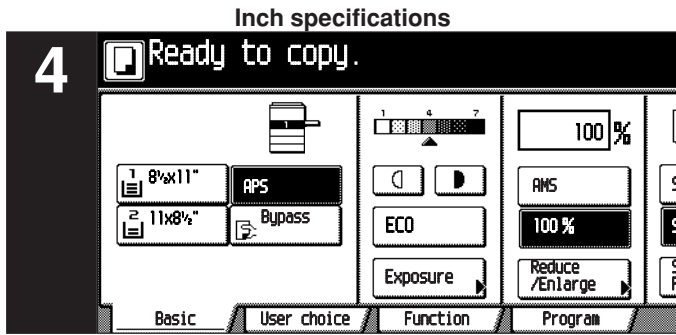 Inch specifications
4
Ready to copy.
1 4 7
100 %
1
1 8½x11"
APS
AMS
2 11x8½"
Bypass
ECO
100 %
Exposure
Reduce
/Enlarge
Basic
User choice
Function
Program